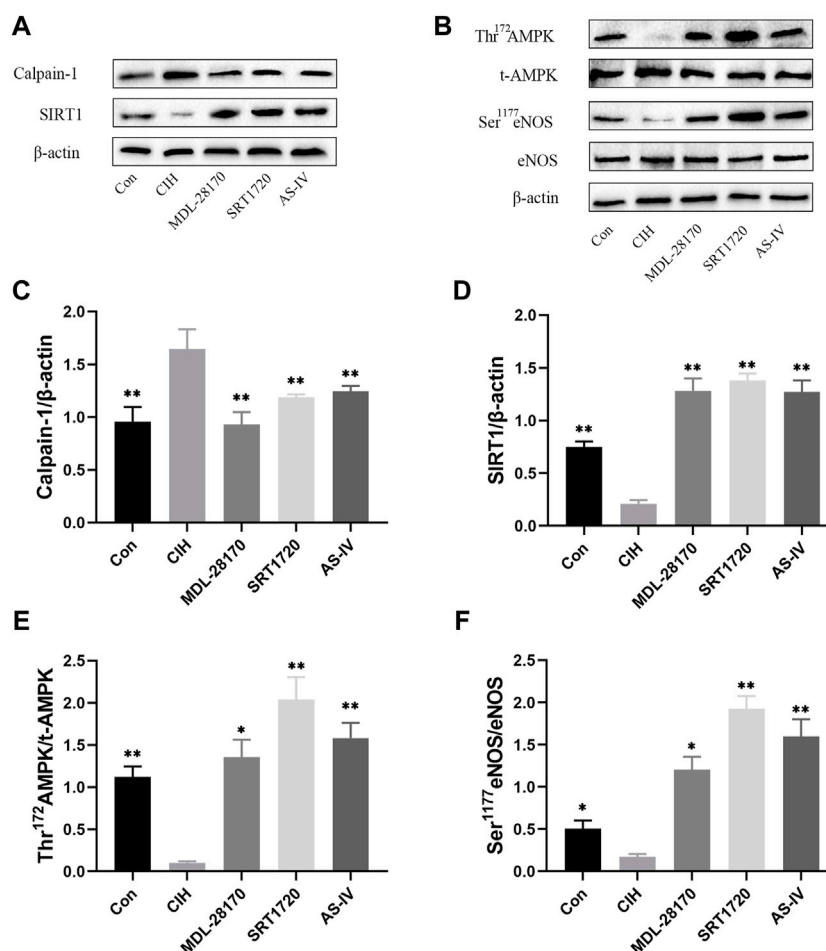 A
Calpain-1
SIRT1
β-actin
Con CIH MDL-28170 SRT1720 AS-IV
B
Thr¹⁷²AMPK
t-AMPK
Ser¹¹⁷⁷eNOS
eNOS
β-actin
Con CIH MDL-28170 SRT1720 AS-IV
C
Calpain-1/β-actin
2.0
1.5
1.0
0.5
0.0
** ** ** **
Con CIH MDL-28170 SRT1720 AS-IV
D
SIRT1/β-actin
2.0
1.5
1.0
0.5
0.0
** ** ** **
Con CIH MDL-28170 SRT1720 AS-IV
E
Thr¹⁷²AMPK/t-AMPK
2.5
2.0
1.5
1.0
0.5
0.0
** * ** **
Con CIH MDL-28170 SRT1720 AS-IV
F
Ser¹¹⁷⁷eNOS/eNOS
2.5
2.0
1.5
1.0
0.5
0.0
* * ** **
Con CIH MDL-28170 SRT1720 AS-IV